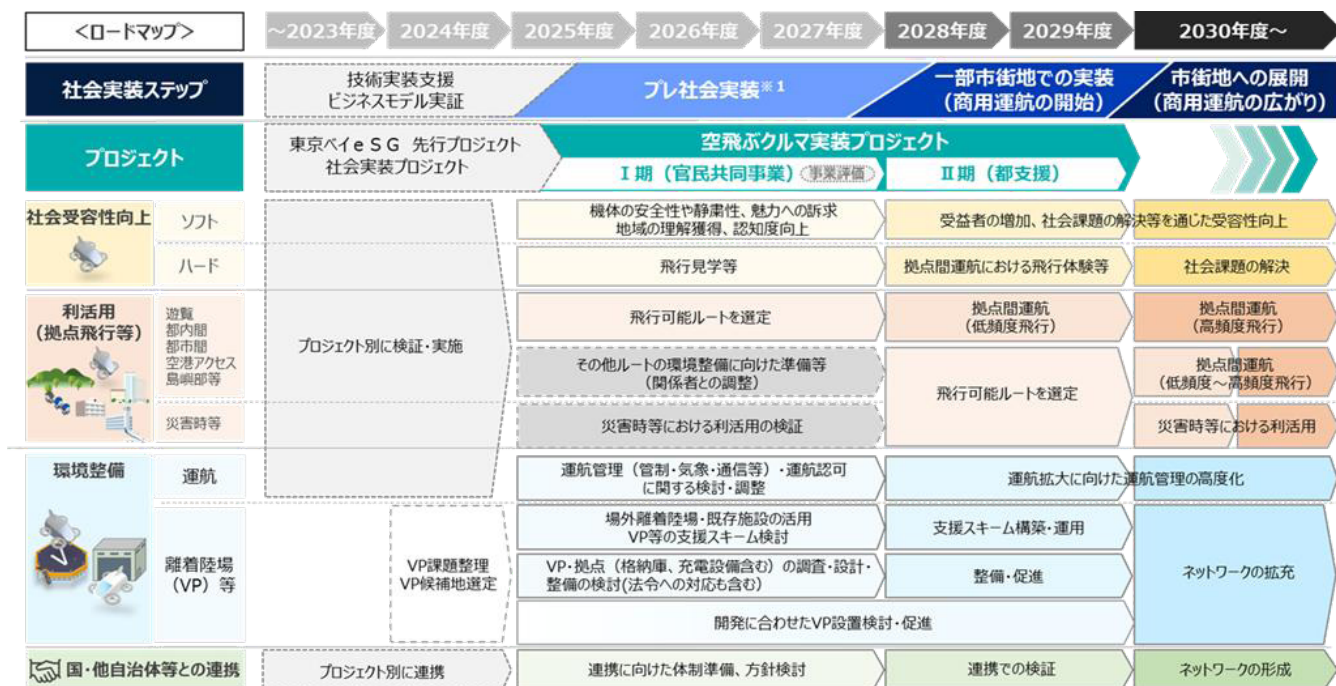 <ロードマップ>
～2023年度
2024年度
2025年度
2026年度
2027年度
2028年度
2029年度
2030年度～
社会実装ステップ
技術実装支援
ビジネスモデル実証
プレ社会実装※1
一部市街地での実装
(商用運航の開始)
市街地への展開
(商用運航の広がり)
プロジェクト
東京ベイeSG 先行プロジェクト
社会実装プロジェクト
空飛ぶクルマ実装プロジェクト
Ⅰ期（官民共同事業）
事業評価
Ⅱ期（都支援）
社会受容性向上
ソフト
機体の安全性や静粛性、魅力への訴求
地域の理解獲得、認知度向上
受益者の増加、社会課題の解決等を通じた受容性向上
ハード
飛行見学等
拠点間運航における飛行体験等
社会課題の解決
利活用
(拠点飛行等)
遊覧
都内間
都市間
空港アクセス
島嶼部等
プロジェクト別に検証・実施
飛行可能ルートを選定
拠点間運航
(低頻度飛行)
拠点間運航
(高頻度飛行)
その他ルートの環境整備に向けた準備等
(関係者との調整)
飛行可能ルートを選定
拠点間運航
(低頻度～高頻度飛行)
災害時等
災害時等における利活用の検証
災害時等における利活用
環境整備
運航
運航管理（管制・気象・通信等）・運航認可
に関する検討・調整
運航拡大に向けた運航管理の高度化
離着陸場
（VP）等
VP課題整理
VP候補地選定
場外離着陸場・既存施設の活用
VP等の支援スキーム検討
支援スキーム構築・運用
VP・拠点（格納庫、充電設備含む）の調査・設計・
整備の検討(法令への対応も含む)
整備・促進
ネットワークの拡充
開発に合わせたVP設置検討・促進
国・他自治体等との連携
プロジェクト別に連携
連携に向けた体制準備、方針検討
連携での検証
ネットワークの形成